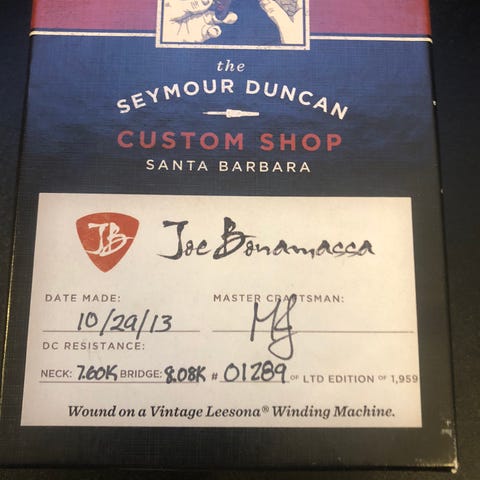 the
SEYMOUR DUNCAN
CUSTOM SHOP
SANTA BARBARA
JB Joe Bonamassa
DATE MADE: MASTER CRAFTSMAN:
10/29/13 MJ
DC RESISTANCE:
NECK: 7.60K BRIDGE: 8.08K # 01289 OF LTD EDITION OF 1,959
Wound on a Vintage Leesona® Winding Machine.